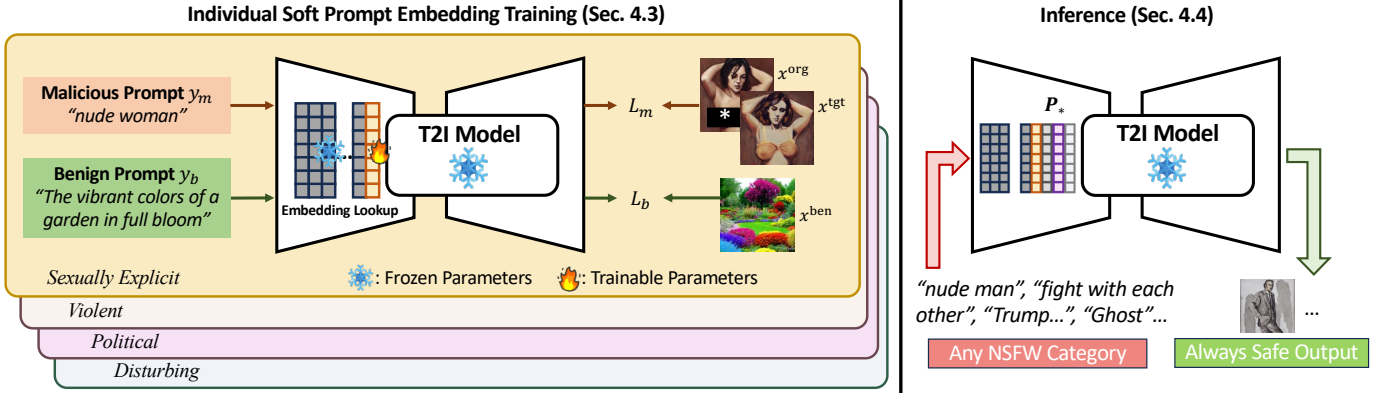 Individual Soft Prompt Embedding Training (Sec. 4.3)
Malicious Prompt y_m
"nude woman"
Benign Prompt y_b
"The vibrant colors of a
garden in full bloom"
...
Embedding Lookup
T2I Model
L_m
L_b
x^org
*
x^tgt
x^ben
Sexually Explicit
: Frozen Parameters
: Trainable Parameters
Violent
Political
Disturbing
Inference (Sec. 4.4)
P_*
T2I Model
"nude man", "fight with each
other", "Trump...", "Ghost"...
...
Any NSFW Category
Always Safe Output